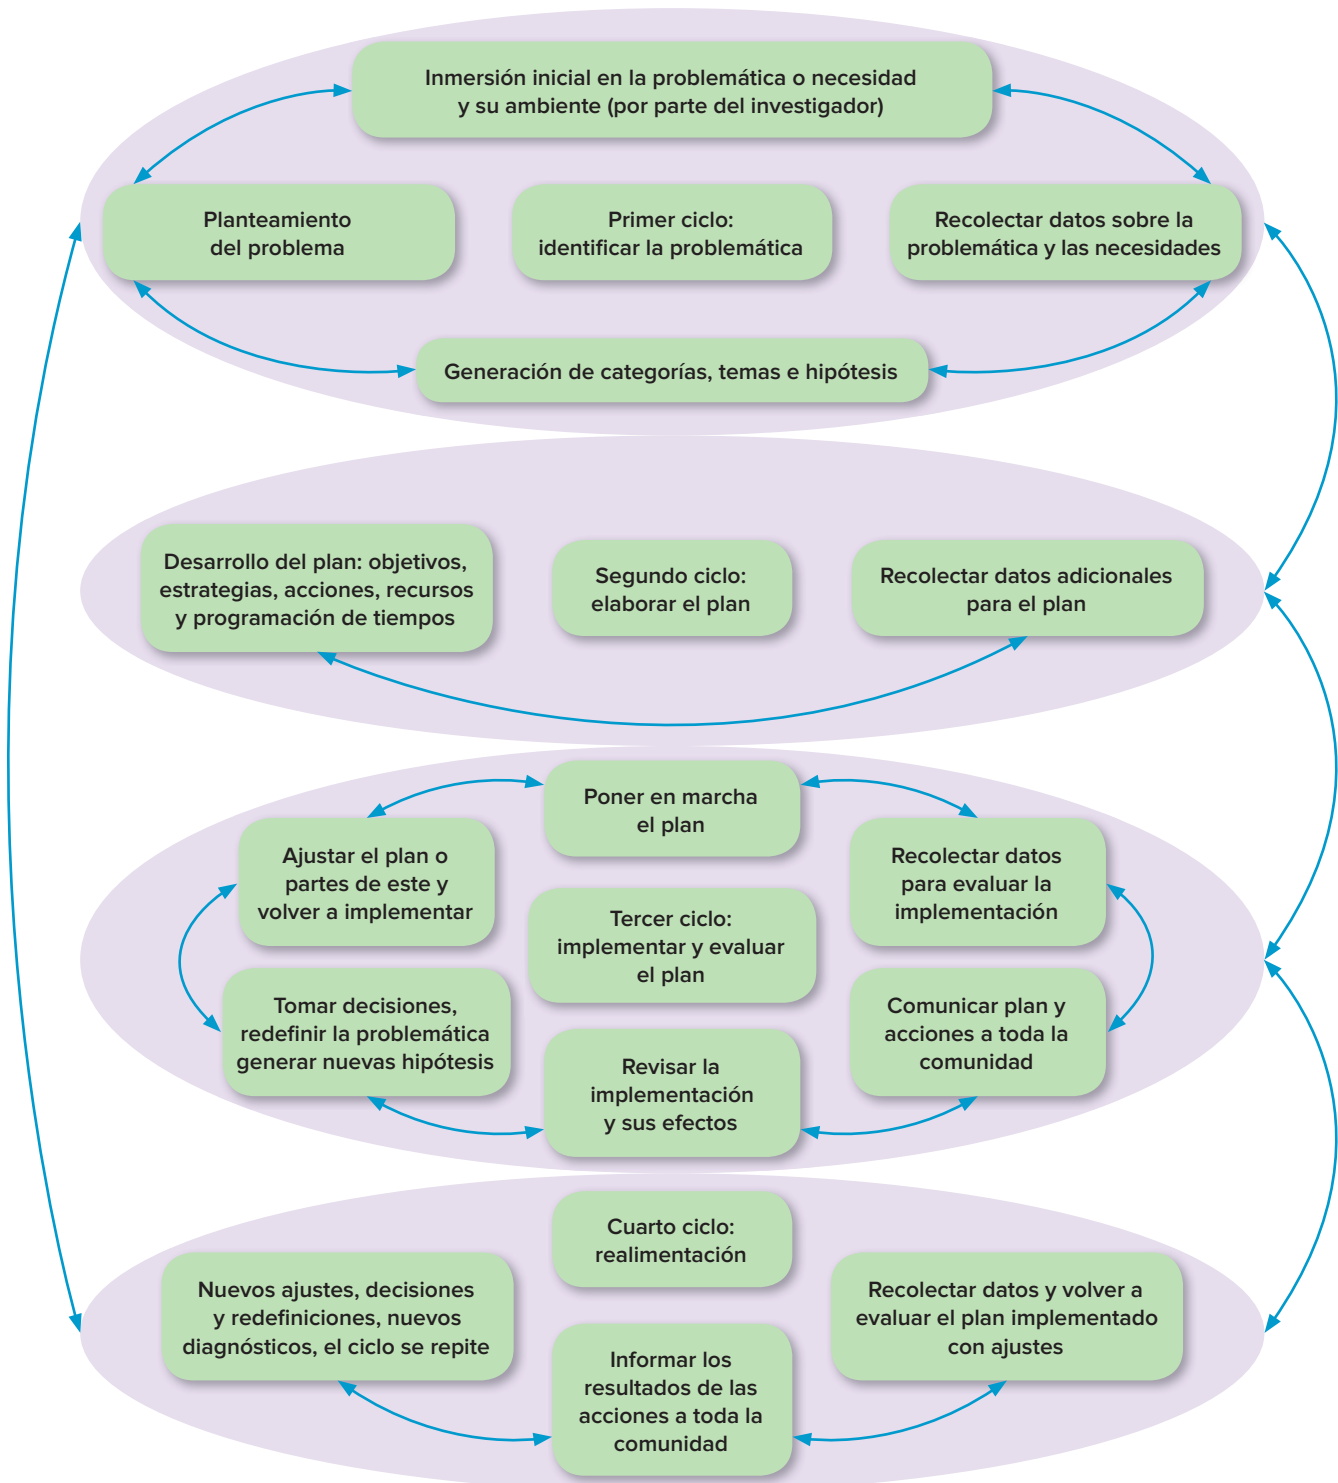 Inmersión inicial en la problemática o necesidad
y su ambiente (por parte del investigador)
Planteamiento
del problema
Primer ciclo:
identificar la problemática
Recolectar datos sobre la
problemática y las necesidades
Generación de categorías, temas e hipótesis
Desarrollo del plan: objetivos,
estrategias, acciones, recursos
y programación de tiempos
Segundo ciclo:
elaborar el plan
Recolectar datos adicionales
para el plan
Poner en marcha
el plan
Ajustar el plan o
partes de este y
volver a implementar
Recolectar datos
para evaluar la
implementación
Tercer ciclo:
implementar y evaluar
el plan
Tomar decisiones,
redefinir la problemática
generar nuevas hipótesis
Comunicar plan y
acciones a toda la
comunidad
Revisar la
implementación
y sus efectos
Cuarto ciclo:
realimentación
Nuevos ajustes, decisiones
y redefiniciones, nuevos
diagnósticos, el ciclo se repite
Recolectar datos y volver a
evaluar el plan implementado
con ajustes
Informar los
resultados de las
acciones a toda la
comunidad